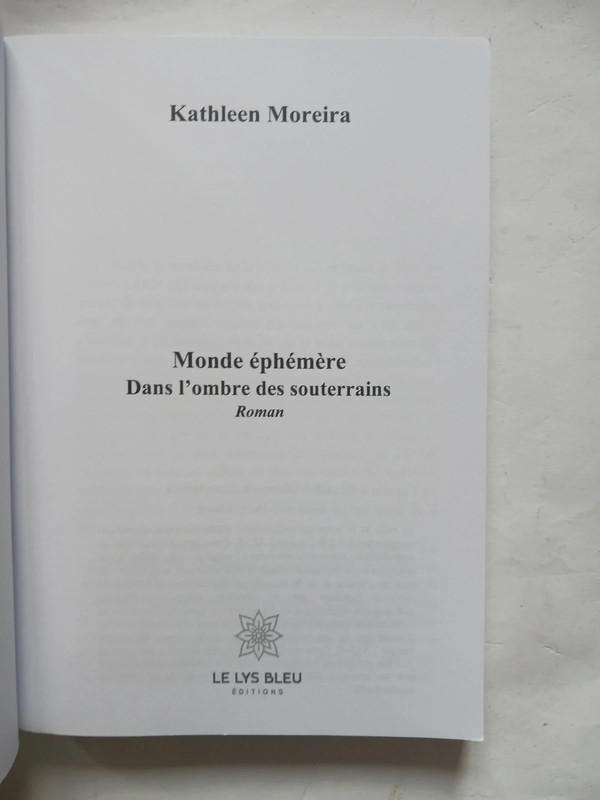 Kathleen Moreira
Monde éphémère
Dans l’ombre des souterrains
Roman
LE LYS BLEU
ÉDITIONS